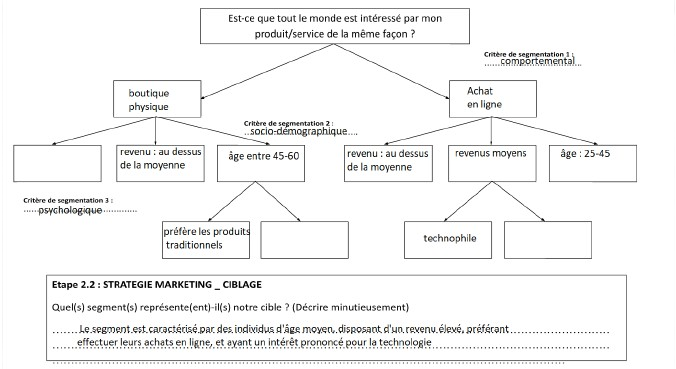 Est-ce que tout le monde est intéressé par mon
produit/service de la même façon ?
Critère de segmentation 1 :
comportemental
boutique
physique
Achat
en ligne
Critère de segmentation 2 :
socio-démographique
revenu : au dessus
de la moyenne
âge entre 45-60
revenu : au dessus
de la moyenne
revenus moyens
âge : 25-45
Critère de segmentation 3 :
psychologique
préfère les produits
traditionnels
technophile
Etape 2.2 : STRATEGIE MARKETING _ CIBLAGE
Quel(s) segment(s) représente(ent)-il(s) notre cible ? (Décrire minutieusement)
Le segment est caractérisé par des individus d'âge moyen, disposant d'un revenu élevé, préférant
effectuer leurs achats en ligne, et ayant un intérêt prononcé pour la technologie